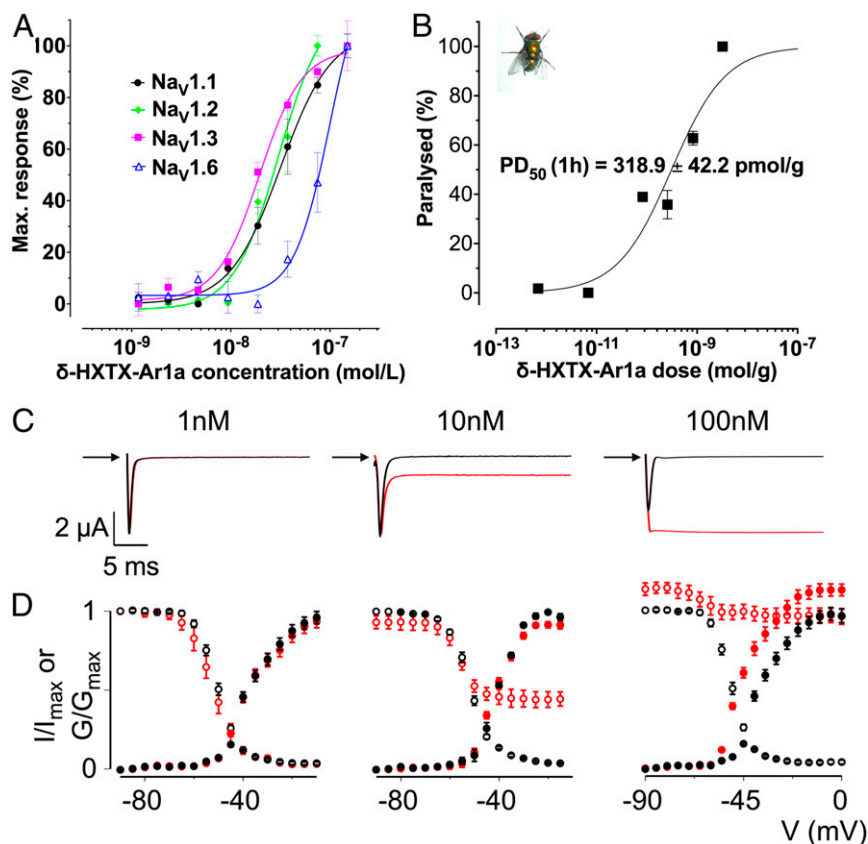 A
Max. response (%)
100
80
60
40
20
0
Naᵥ1.1
Naᵥ1.2
Naᵥ1.3
Naᵥ1.6
10⁻⁹
10⁻⁸
10⁻⁷
δ-HXTX-Ar1a concentration (mol/L)
B
Paralysed (%)
100
80
60
40
20
0
PD₅₀ (1h) = 318.9 ± 42.2 pmol/g
10⁻¹³
10⁻¹¹
10⁻⁹
10⁻⁷
δ-HXTX-Ar1a dose (mol/g)
C
1nM
10nM
100nM
2 µA
5 ms
D
I/Imax or
G/Gmax
1
0
-80
-40
-80
-40
-90
-45
0
V (mV)